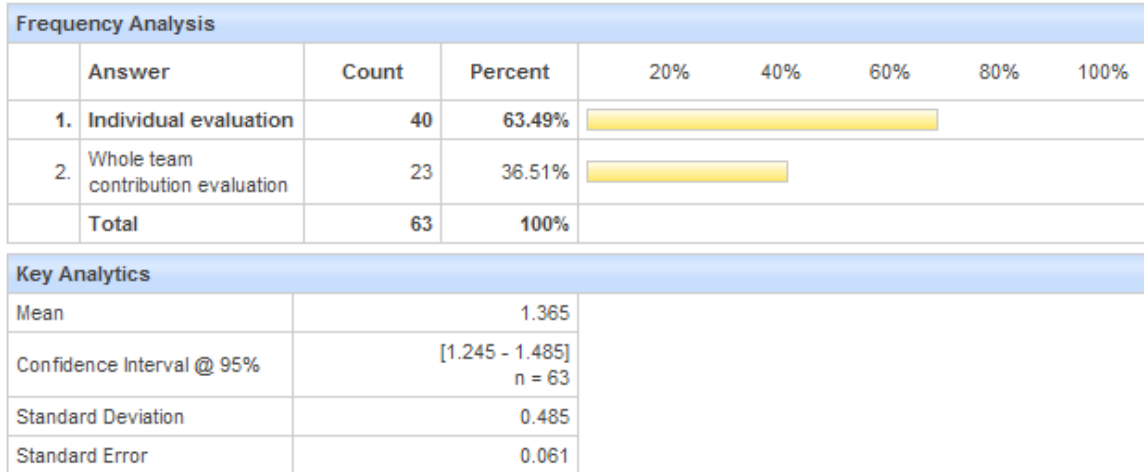 Frequency Analysis
Answer Count Percent 20% 40% 60% 80% 100%
1. Individual evaluation 40 63.49%
2. Whole team
contribution evaluation 23 36.51%
Total 63 100%
Key Analytics
Mean 1.365
Confidence Interval @ 95% [1.245 - 1.485]
n = 63
Standard Deviation 0.485
Standard Error 0.061